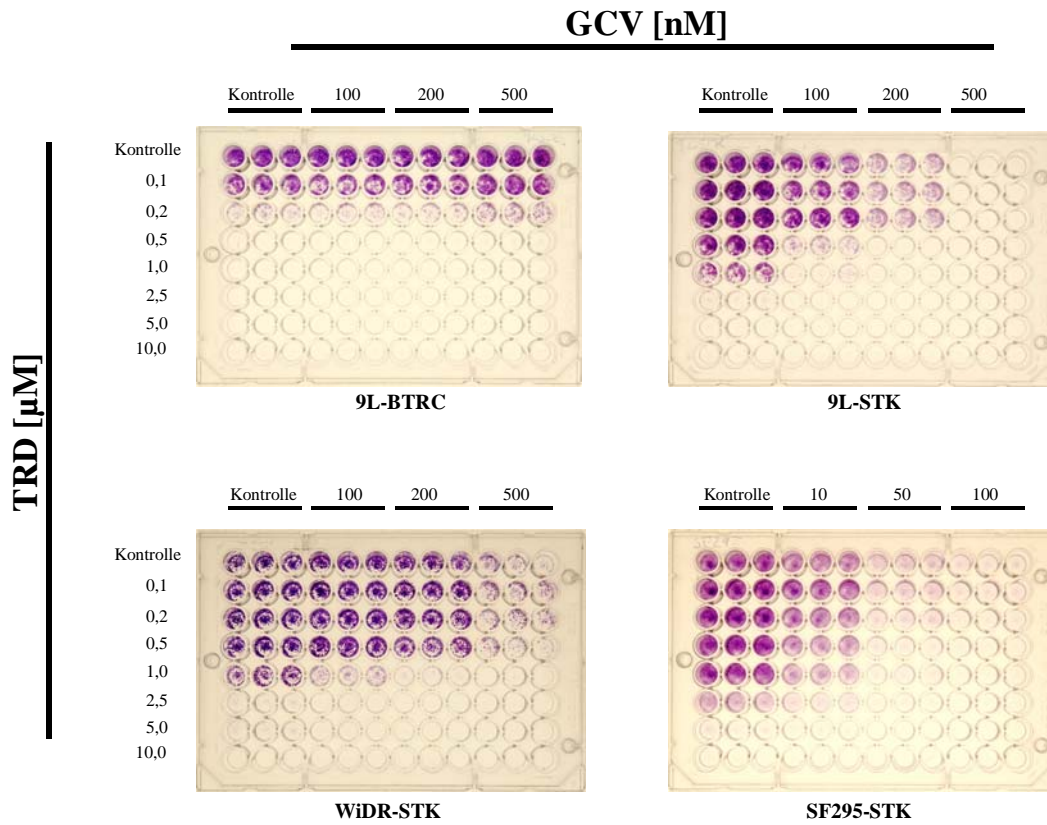 GCV [nM]
Kontrolle 100 200 500
Kontrolle 100 200 500
Kontrolle
0,1
0,2
0,5
1,0
2,5
5,0
10,0
9L-BTRC
9L-STK
TRD [µM]
Kontrolle 100 200 500
Kontrolle 10 50 100
Kontrolle
0,1
0,2
0,5
1,0
2,5
5,0
10,0
WiDR-STK
SF295-STK